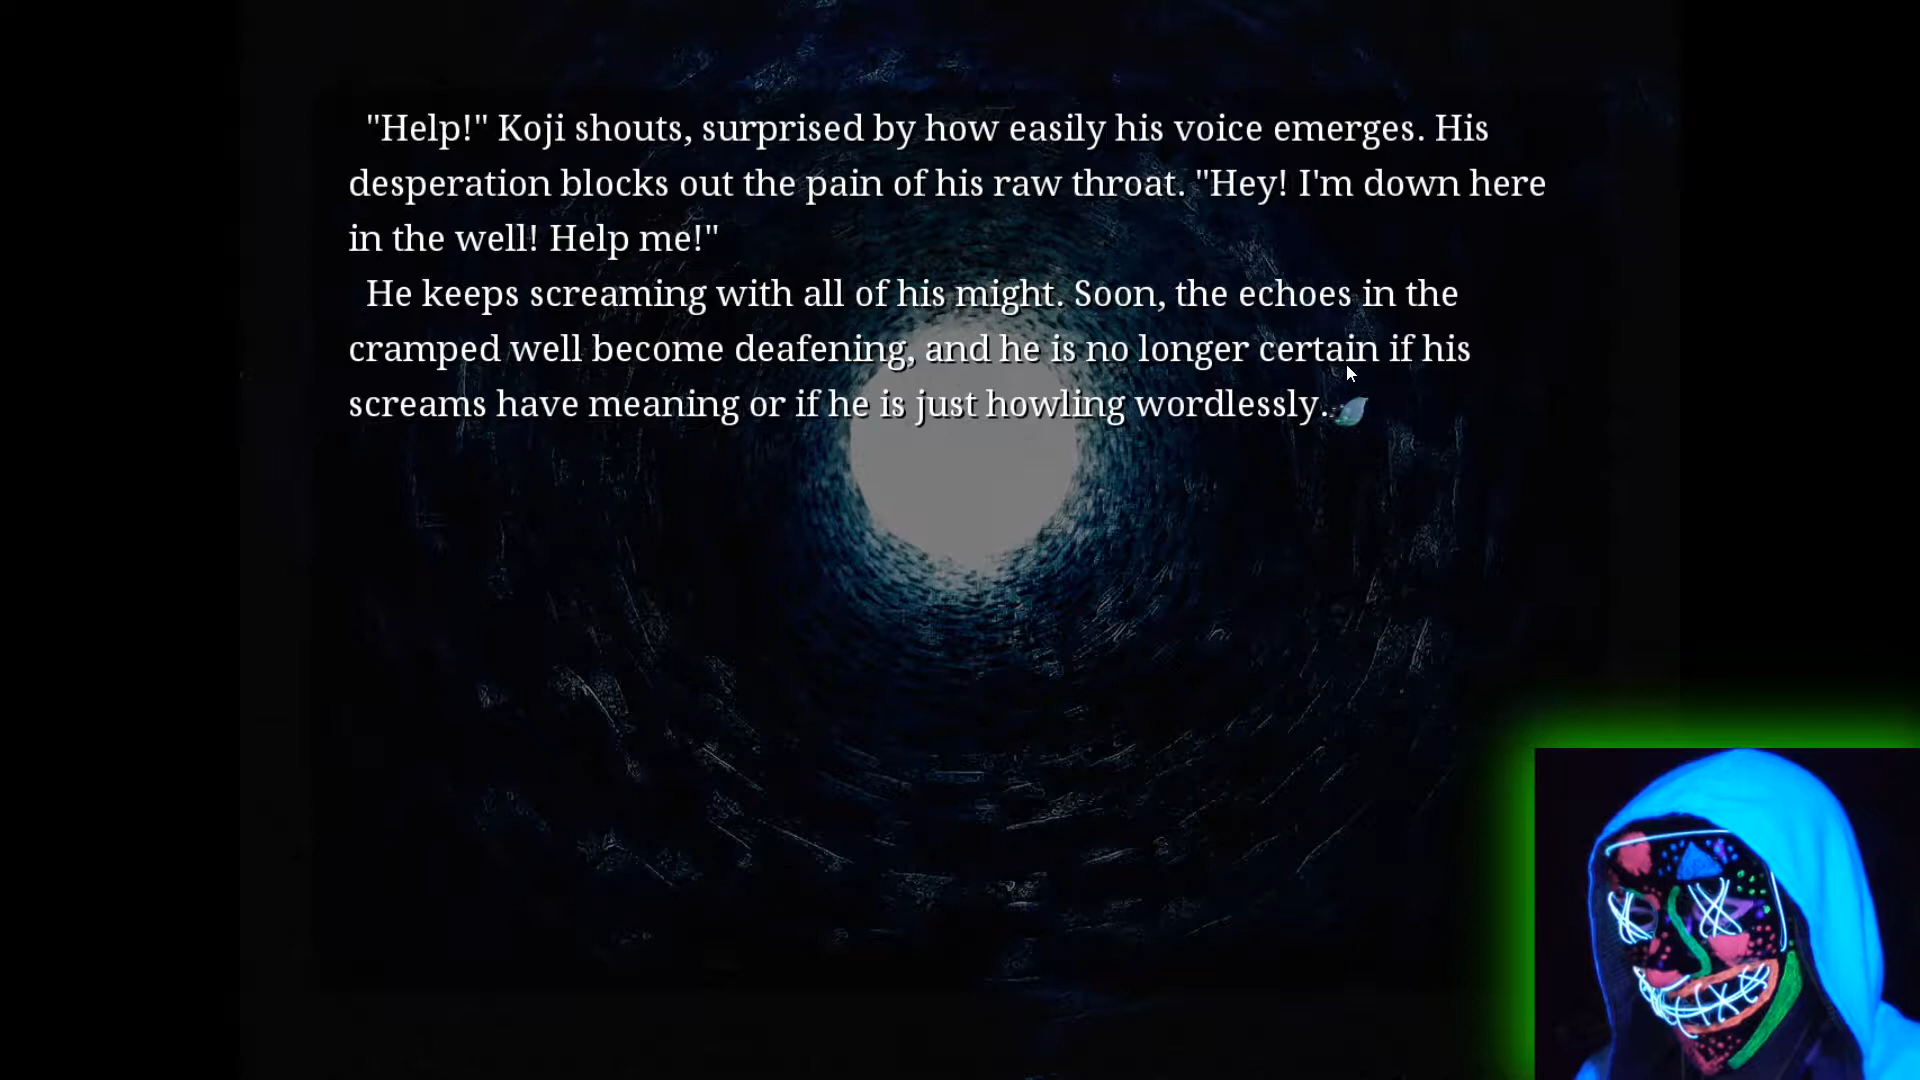 "Help!" Koji shouts, surprised by how easily his voice emerges. His
desperation blocks out the pain of his raw throat. "Hey! I'm down here
in the well! Help me!"
He keeps screaming with all of his might. Soon, the echoes in the
cramped well become deafening, and he is no longer certain if his
screams have meaning or if he is just howling wordlessly.